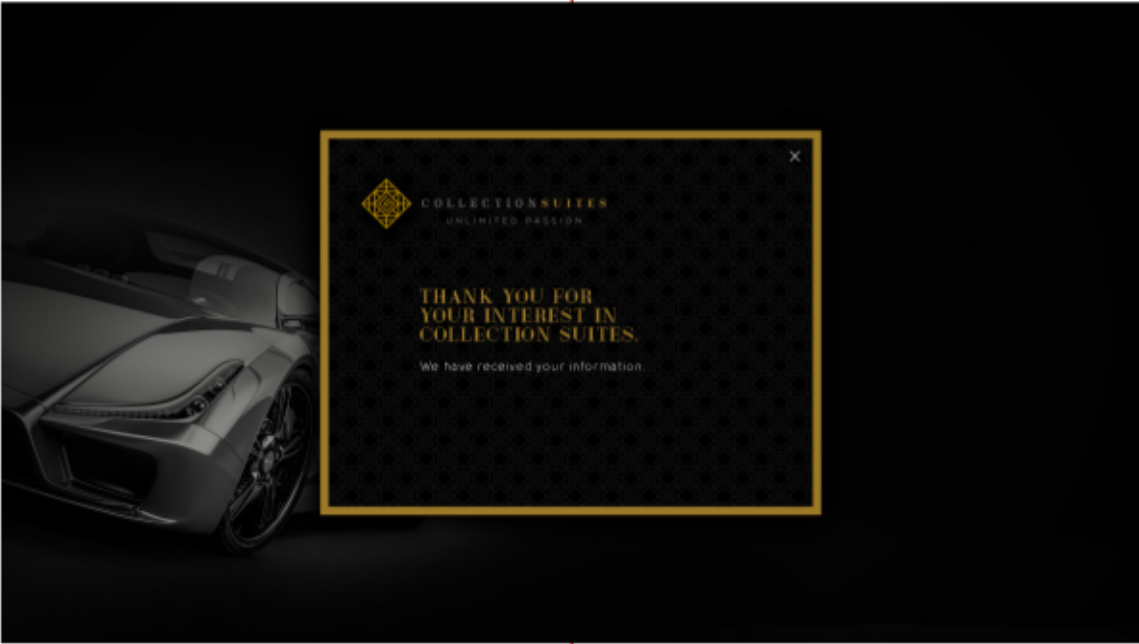 COLLECTIONSUITES
UNLIMITED PASSION
THANK YOU FOR
YOUR INTEREST IN
COLLECTION SUITES.
We have received your information.